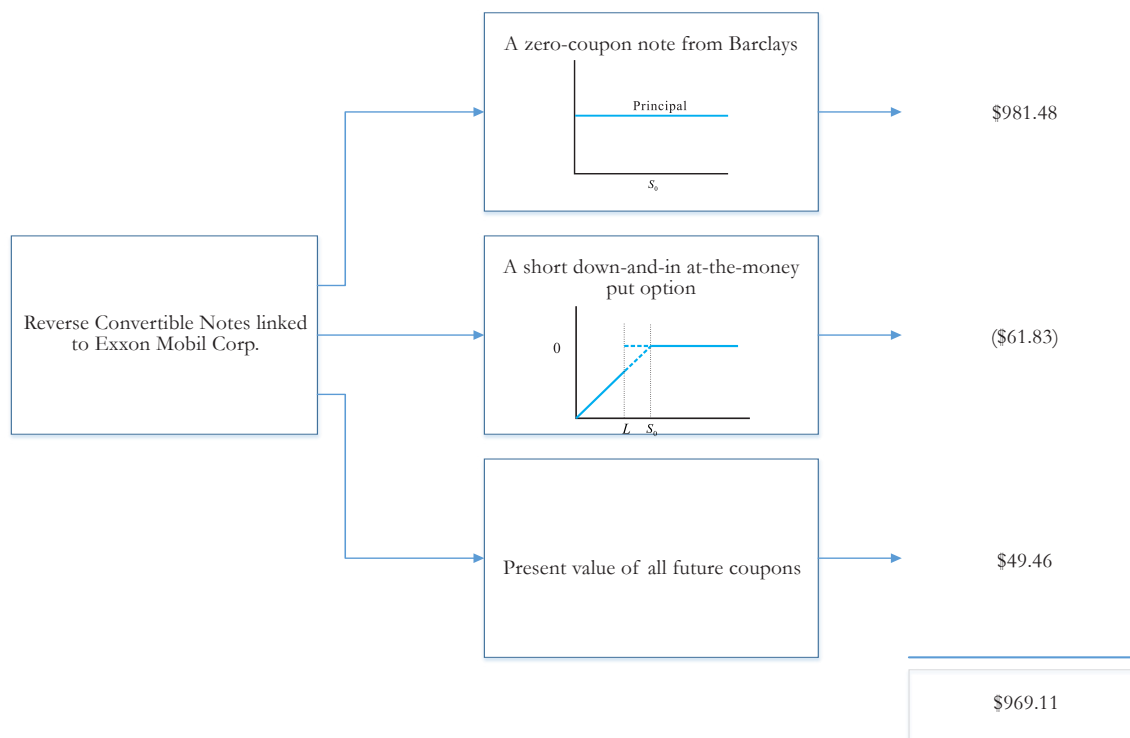 A zero-coupon note from Barclays
Principal
S₀
$981.48
Reverse Convertible Notes linked
to Exxon Mobil Corp.
A short down-and-in at-the-money
put option
0
L S₀
($61.83)
Present value of all future coupons
$49.46
$969.11